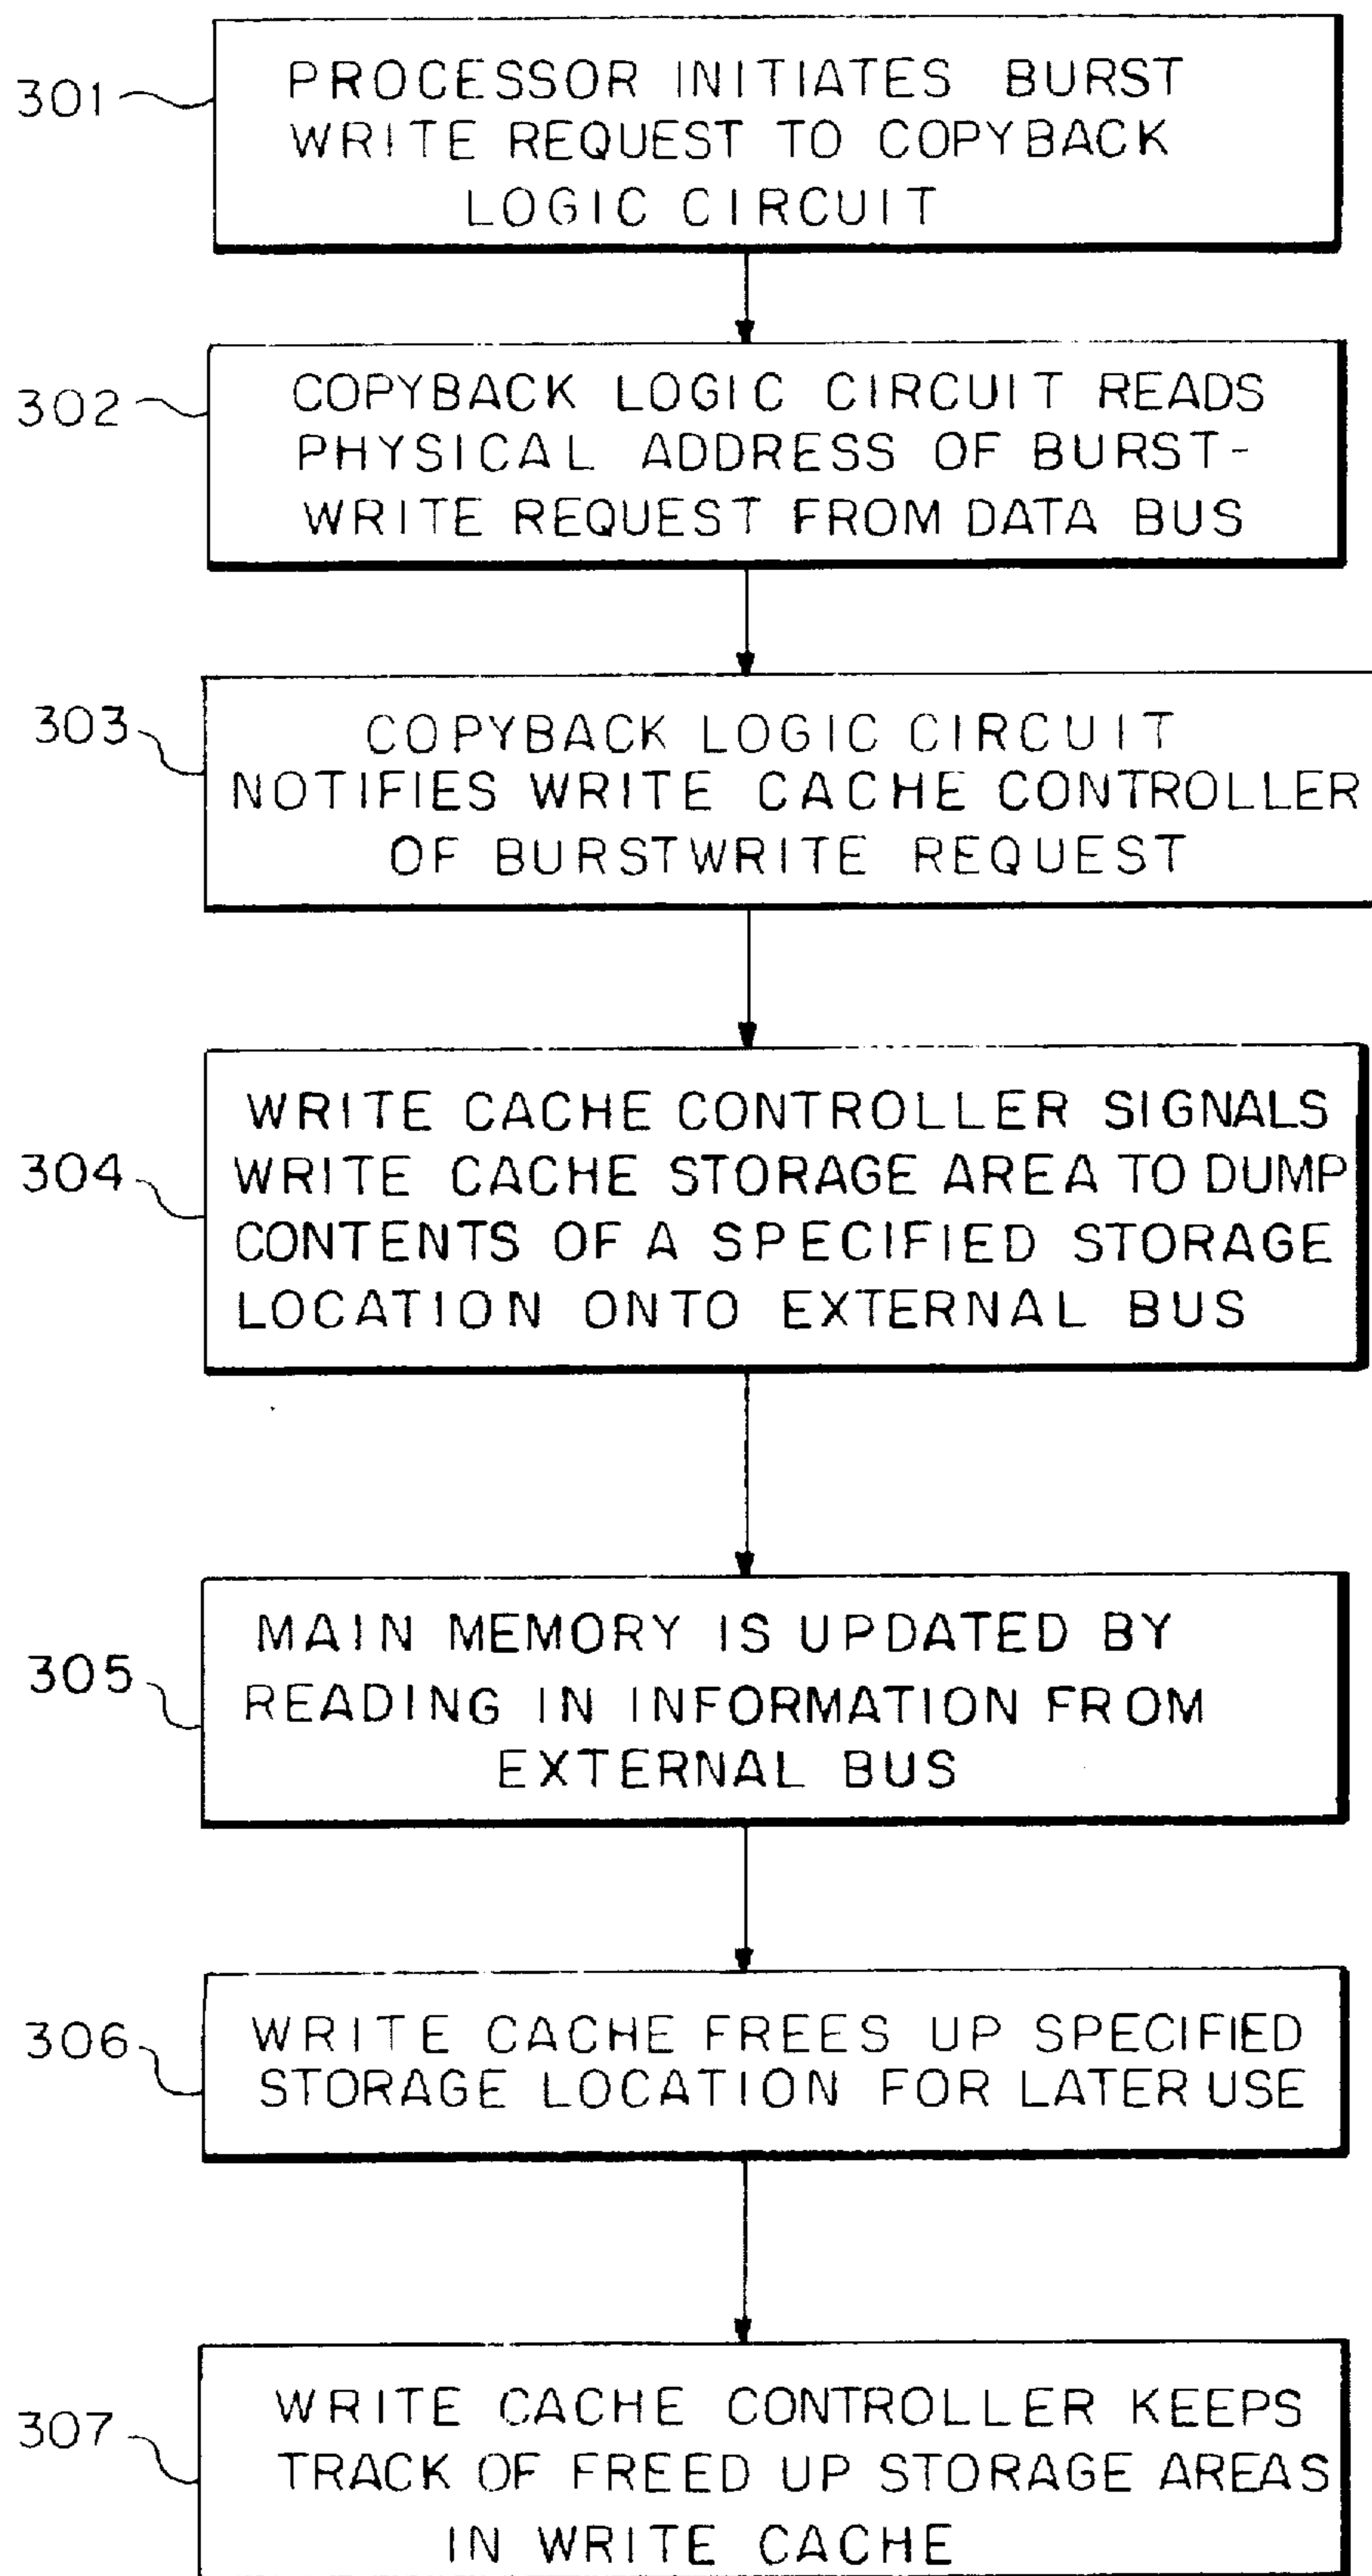 301
PROCESSOR INITIATES BURST
WRITE REQUEST TO COPYBACK
LOGIC CIRCUIT
302
COPYBACK LOGIC CIRCUIT READS
PHYSICAL ADDRESS OF BURST-
WRITE REQUEST FROM DATA BUS
303
COPYBACK LOGIC CIRCUIT
NOTIFIES WRITE CACHE CONTROLLER
OF BURSTWRITE REQUEST
304
WRITE CACHE CONTROLLER SIGNALS
WRITE CACHE STORAGE AREA TO DUMP
CONTENTS OF A SPECIFIED STORAGE
LOCATION ONTO EXTERNAL BUS
305
MAIN MEMORY IS UPDATED BY
READING IN INFORMATION FROM
EXTERNAL BUS
306
WRITE CACHE FREES UP SPECIFIED
STORAGE LOCATION FOR LATER USE
307
WRITE CACHE CONTROLLER KEEPS
TRACK OF FREED UP STORAGE AREAS
IN WRITE CACHE